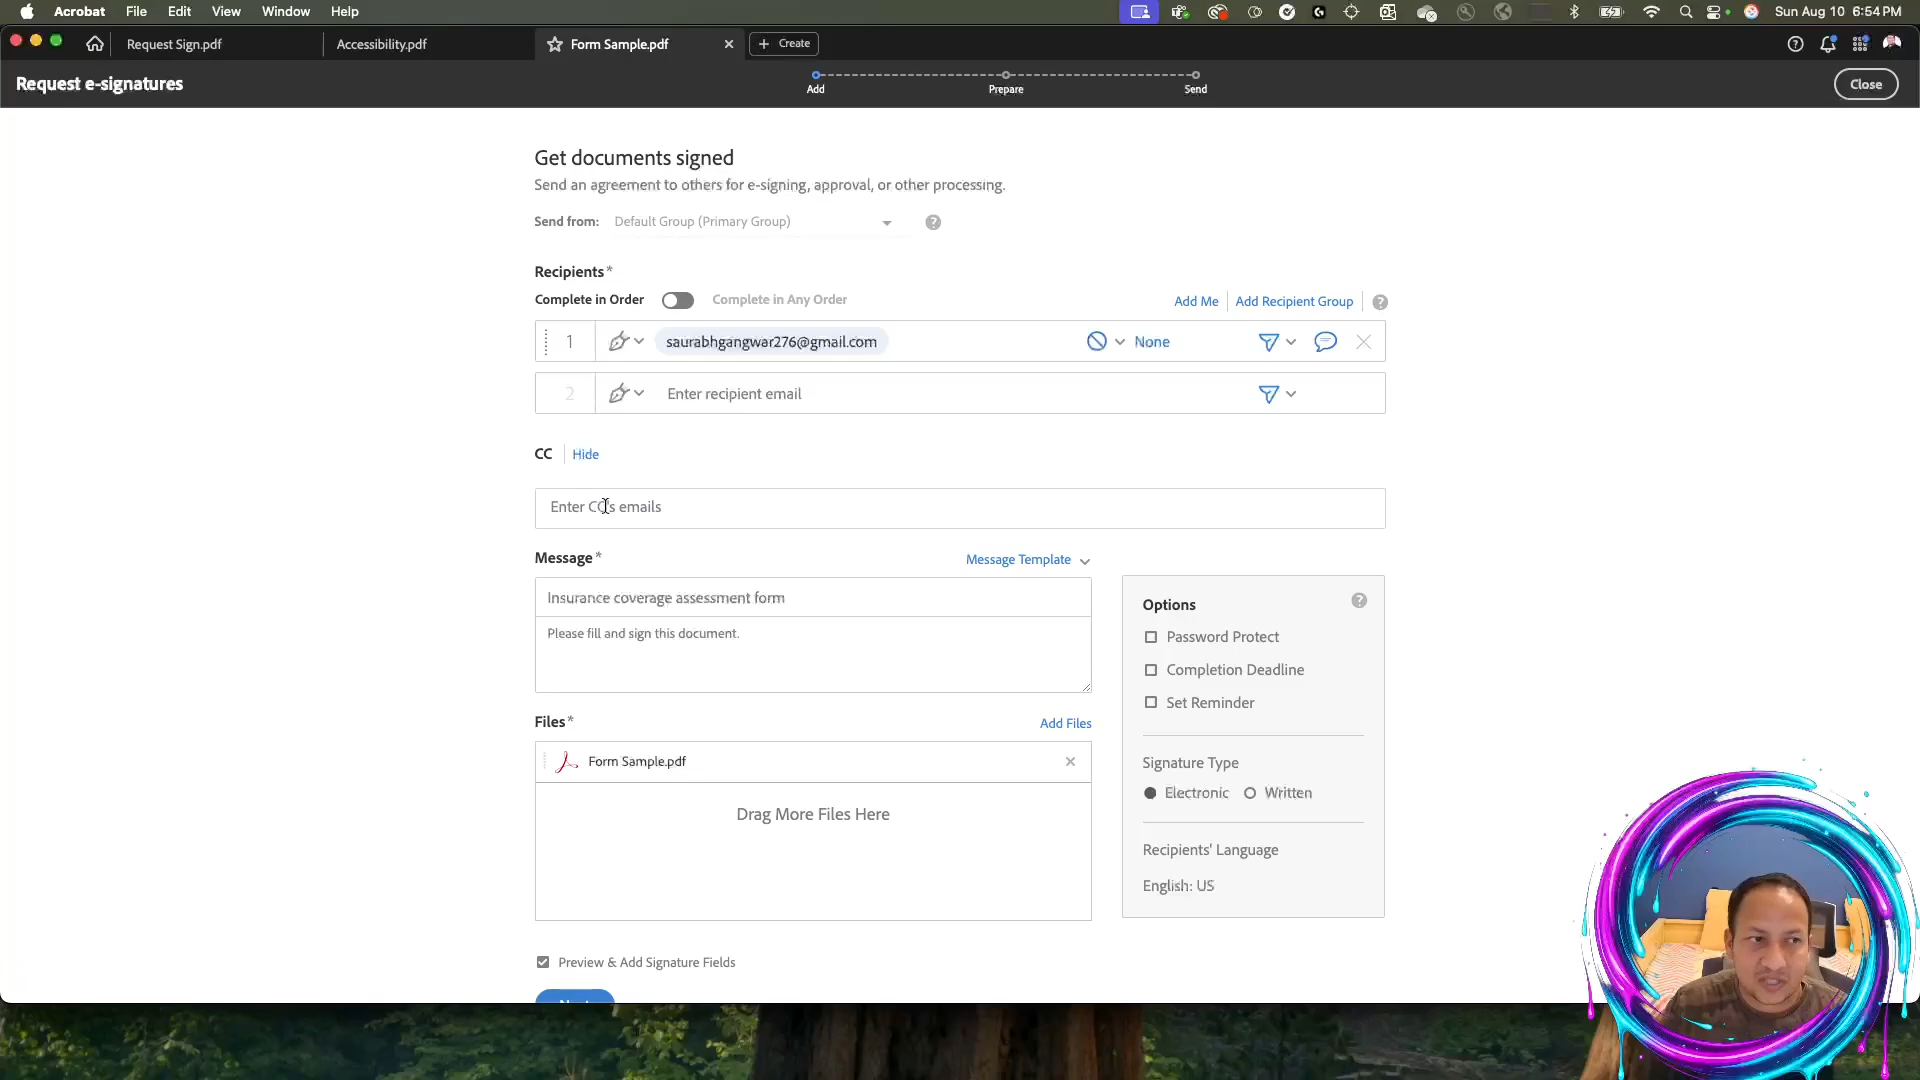 Acrobat File Edit View Window Help Sun Aug 10 6:54 PM
Request Sign.pdf Accessibility.pdf Form Sample.pdf Create
Request e-signatures Add Prepare Send Close
Get documents signed
Send an agreement to others for e-signing, approval, or other processing.
Send from: Default Group (Primary Group)
Recipients*
Complete in Order Complete in Any Order Add Me Add Recipient Group
1 saurabhgangwar276@gmail.com None
2 Enter recipient email
CC Hide
Enter CC's emails
Message* Message Template
Insurance coverage assessment form
Please fill and sign this document.
Files* Add Files
Form Sample.pdf
Drag More Files Here
Options
Password Protect
Completion Deadline
Set Reminder
Signature Type
Electronic Written
Recipients' Language
English: US
Preview & Add Signature Fields